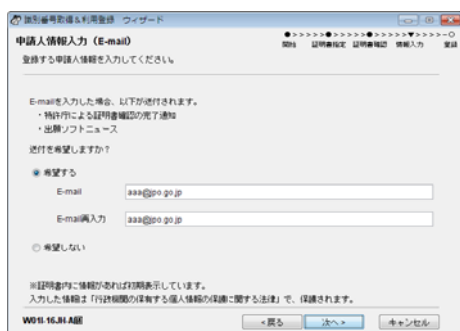 識別番号取得&利用登録 ウィザード
申請人情報入力（E-mail）
●>>>>>●>>>>>●>>>>>▼>>>>>-○
開始 証明書指定 証明書確認 情報入力 登録
登録する申請人情報を入力してください。
E-mailを入力した場合、以下が送付されます。
・特許庁による証明書確認の完了通知
・出願ソフトニュース
送付を希望しますか？
希望する
E-mail aaa@jpo.go.jp
E-mail再入力 aaa@jpo.go.jp
希望しない
※証明書内に情報があれば初期表示しています。
入力した情報は「行政機関の保有する個人情報の保護に関する法律」で、保護されます。
<戻る 次へ> キャンセル